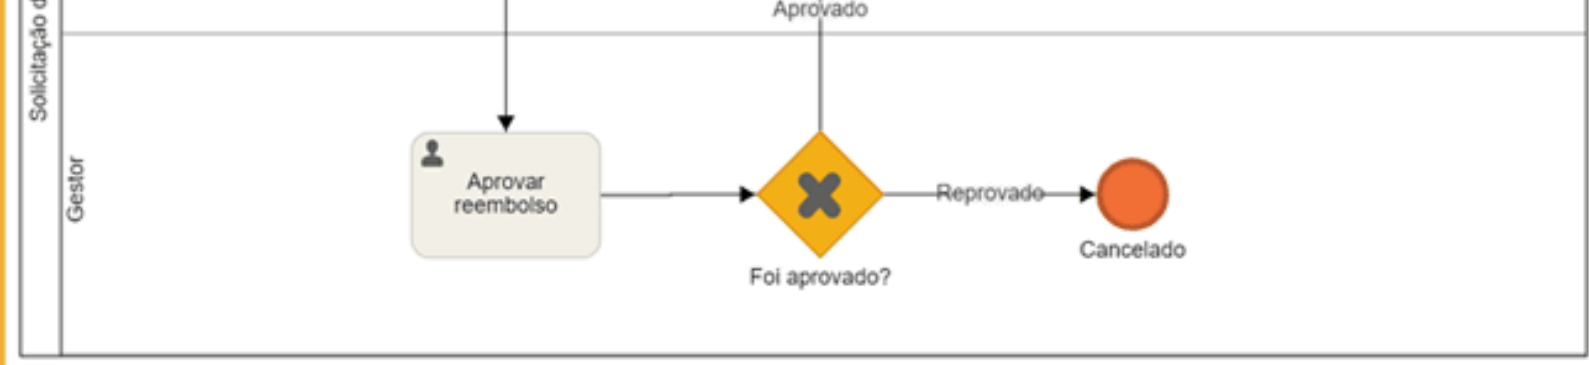 Aprovado
Solicitação d
Gestor
Aprovar
reembolso
Reprovado
Cancelado
Foi aprovado?